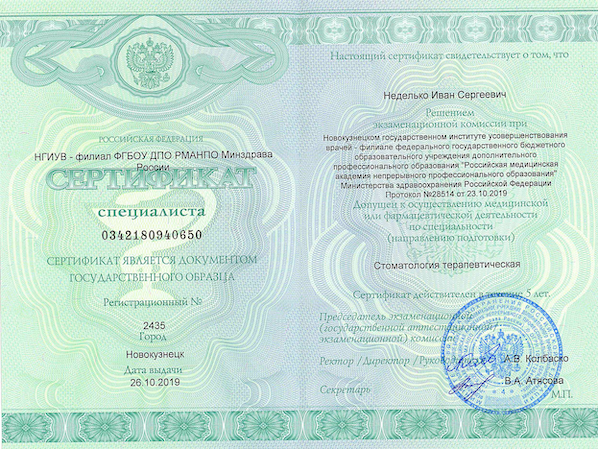 РОССИЙСКАЯ ФЕДЕРАЦИЯ
НГИУВ - филиал ФГБОУ ДПО РМАНПО Минздрава
России
СЕРТИФИКАТ
специалиста
0342180940650
СЕРТИФИКАТ ЯВЛЯЕТСЯ ДОКУМЕНТОМ
ГОСУДАРСТВЕННОГО ОБРАЗЦА
Регистрационный №
2435
Город
Новокузнецк
Дата выдачи
26.10.2019
Настоящий сертификат свидетельствует о том, что
Неделько Иван Сергеевич
Решением
экзаменационной комиссии при
Новокузнецком государственном институте усовершенствования
врачей - филиале федерального государственного бюджетного
образовательного учреждения дополнительного
профессионального образования "Российская медицинская
академия непрерывного профессионального образования"
Министерства здравоохранения Российской Федерации
Протокол №28514 от 23.10.2019
Допущен к осуществлению медицинской
или фармацевтической деятельности
по специальности
(направлению подготовки)
Стоматология терапевтическая
Сертификат действителен в течение 5 лет.
Председатель экзаменационной
(государственной аттестационной)
экзаменационной) комиссии
Ректор / Директор / Руководитель
А.В. Колбаско
Секретарь
В.А. Атясова
М.П.